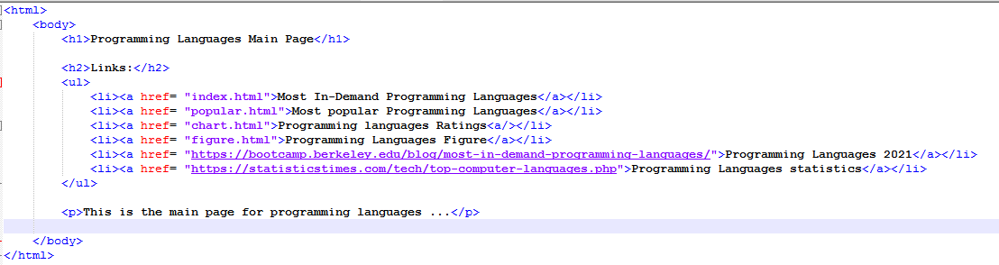 <html>
<body>
<h1>Programming Languages Main Page</h1>
<h2>Links:</h2>
<ul>
<li><a href= "index.html">Most In-Demand Programming Languages</a></li>
<li><a href= "popular.html">Most popular Programming Languages</a></li>
<li><a href= "chart.html">Programming languages Ratings<a/></li>
<li><a href= "figure.html">Programming Languages Figure</a></li>
<li><a href= "https://bootcamp.berkeley.edu/blog/most-in-demand-programming-languages/">Programming Languages 2021</a></li>
<li><a href= "https://statisticstimes.com/tech/top-computer-languages.php">Programming Languages statistics</a></li>
</ul>
<p>This is the main page for programming languages ...</p>
</body>
</html>